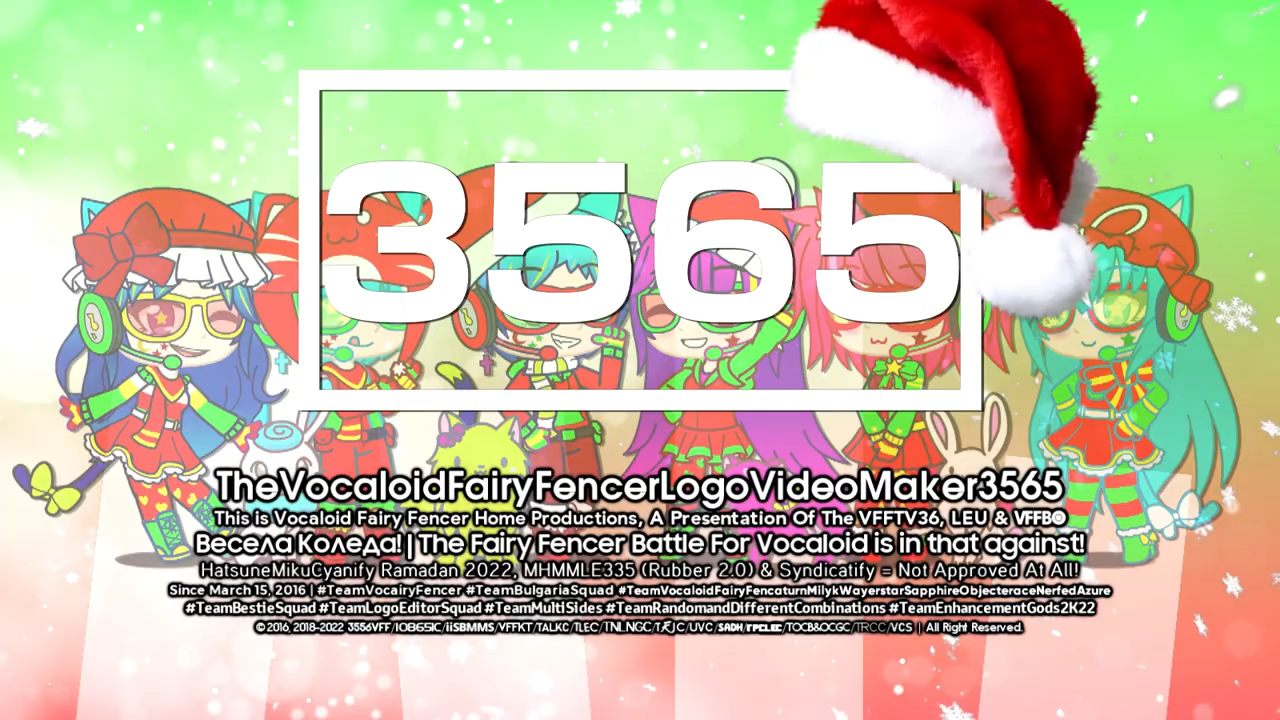 3565
TheVocaloidFairyFencerLogoVideoMaker3565
This is Vocaloid Fairy Fencer Home Productions, A Presentation Of The VFFTV36, LEU & VFFB©
Весела Коледа! | The Fairy Fencer Battle For Vocaloid is in that against!
HatsuneMikuCyanify Ramadan 2022, MHMMLE335 (Rubber 2.0) & Syndicatify = Not Approved At All!
Since March 15, 2016 | #TeamVocairyFencer #TeamBulgariaSquad #TeamVocaloidFairyFencaturnMilykWayerstarSapphireObjecteraceNerfedAzure
#TeamBestieSquad #TeamLogoEditorSquad #TeamMultiSides #TeamRandomandDifferentCombinations #TeamEnhancementGods2K22
© 2016, 2018-2022 3556VFF/IOB65IC/iiSBMMS/VFFKT/TALKC/TLEC/TNLNGC/ /UVC/SADH/ /TOCB&OCGC/TRCC/VCS | All Right Reserved.